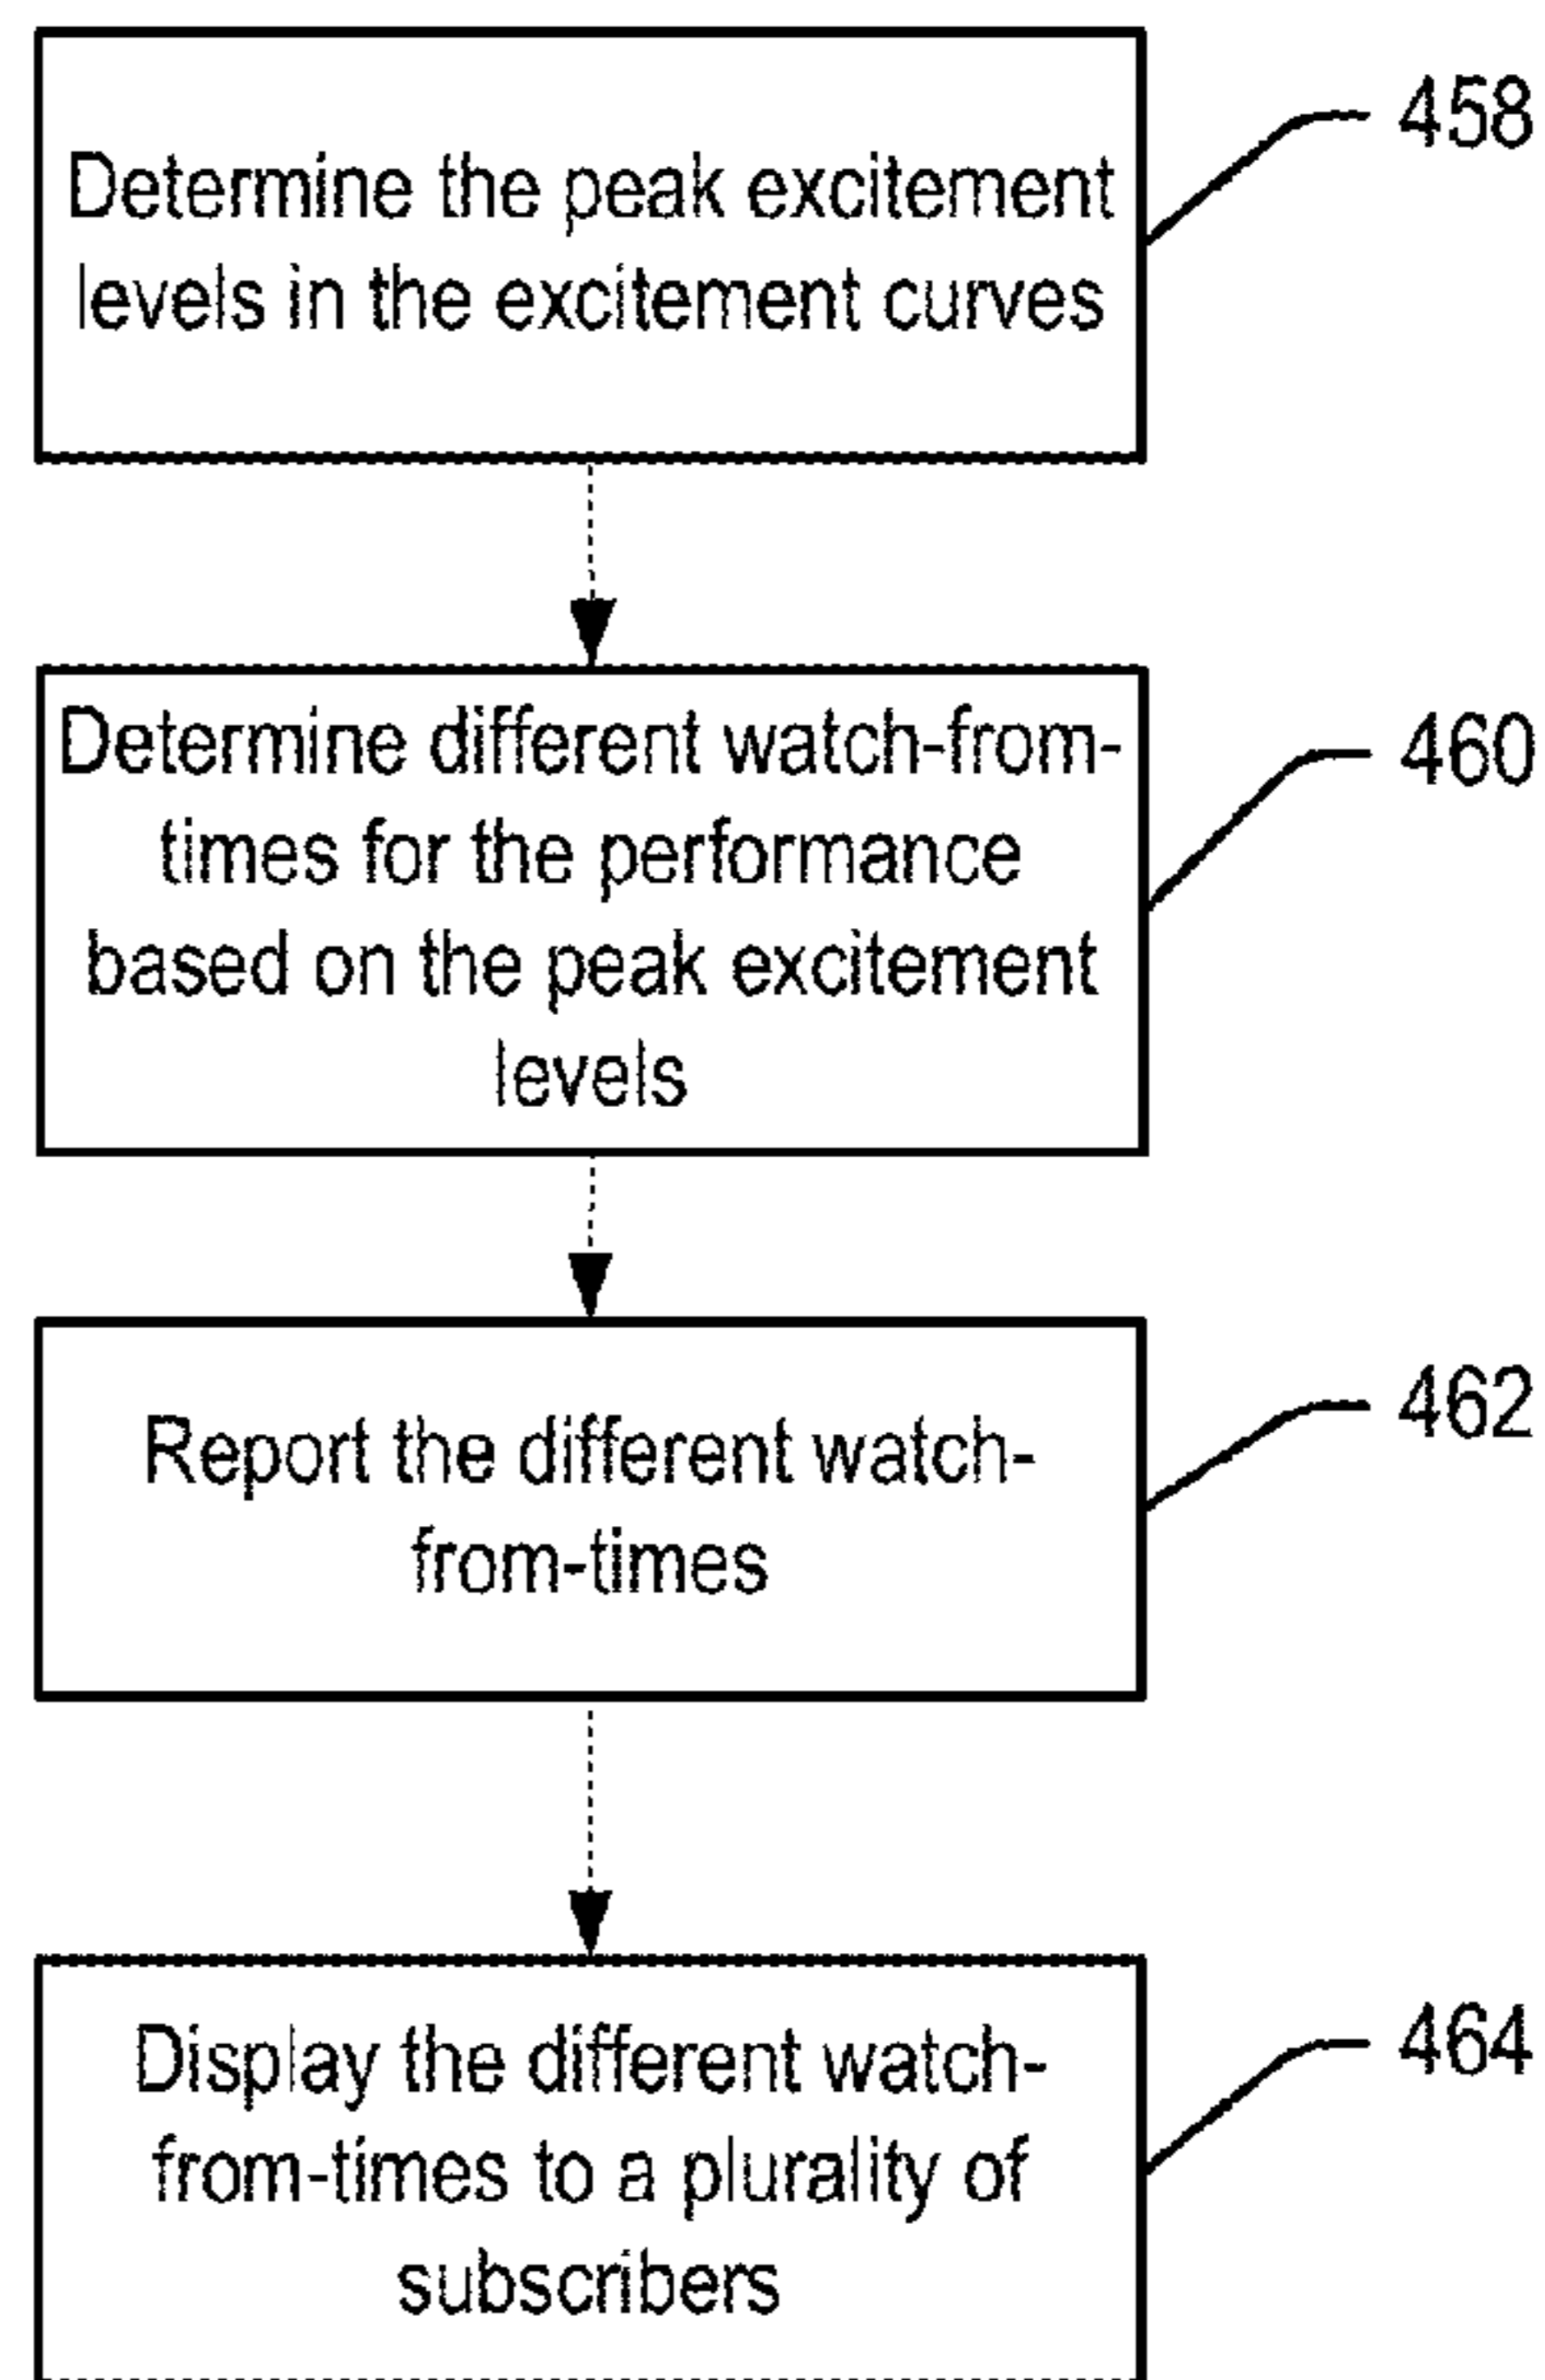 Determine the peak excitement
levels in the excitement curves
458
Determine different watch-from-
times for the performance
based on the peak excitement
levels
460
Report the different watch-
from-times
462
Display the different watch-
from-times to a plurality of
subscribers
464